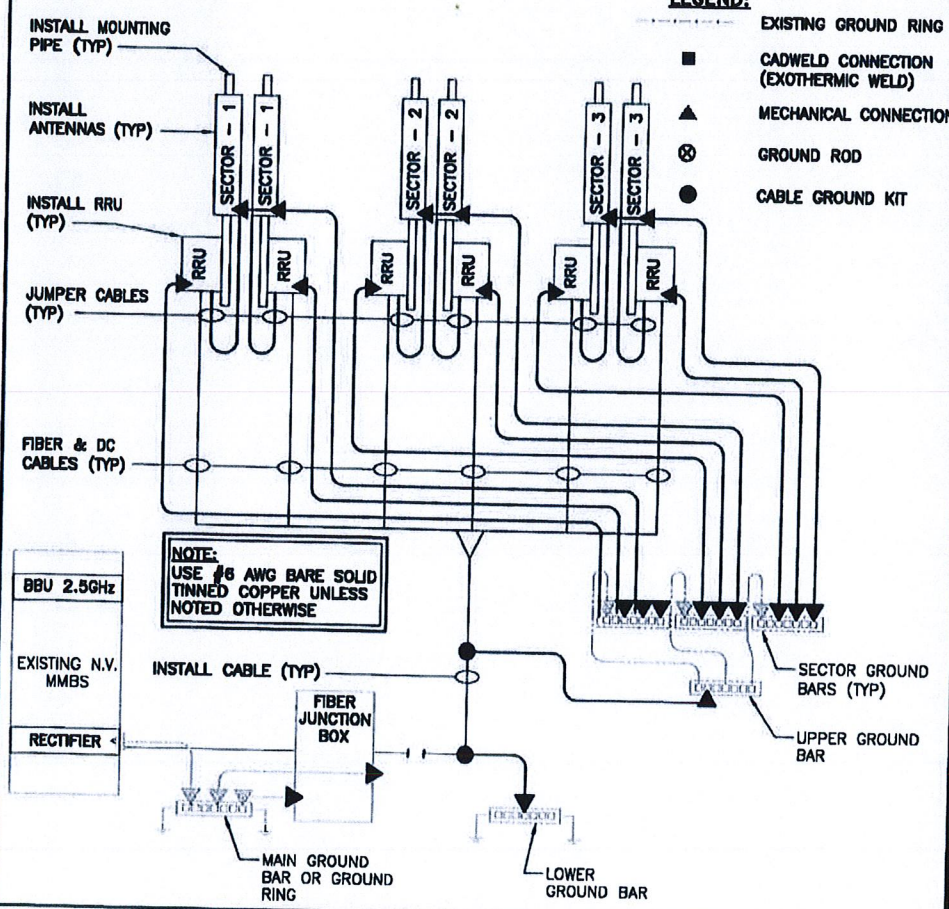 LEGEND:
EXISTING GROUND RING
CADWELD CONNECTION
(EXOTHERMIC WELD)
MECHANICAL CONNECTION
GROUND ROD
CABLE GROUND KIT
INSTALL MOUNTING
PIPE (TYP)
INSTALL
ANTENNAS (TYP)
INSTALL RRU
(TYP)
JUMPER CABLES
(TYP)
FIBER & DC
CABLES (TYP)
SECTOR - 1
SECTOR - 1
SECTOR - 2
SECTOR - 2
SECTOR - 3
SECTOR - 3
RRU
RRU
RRU
RRU
RRU
RRU
NOTE:
USE #6 AWG BARE SOLID
TINNED COPPER UNLESS
NOTED OTHERWISE
BBU 2.5GHz
EXISTING N.V.
MMBS
RECTIFIER
INSTALL CABLE (TYP)
FIBER
JUNCTION
BOX
SECTOR GROUND
BARS (TYP)
UPPER GROUND
BAR
MAIN GROUND
BAR OR GROUND
RING
LOWER
GROUND BAR